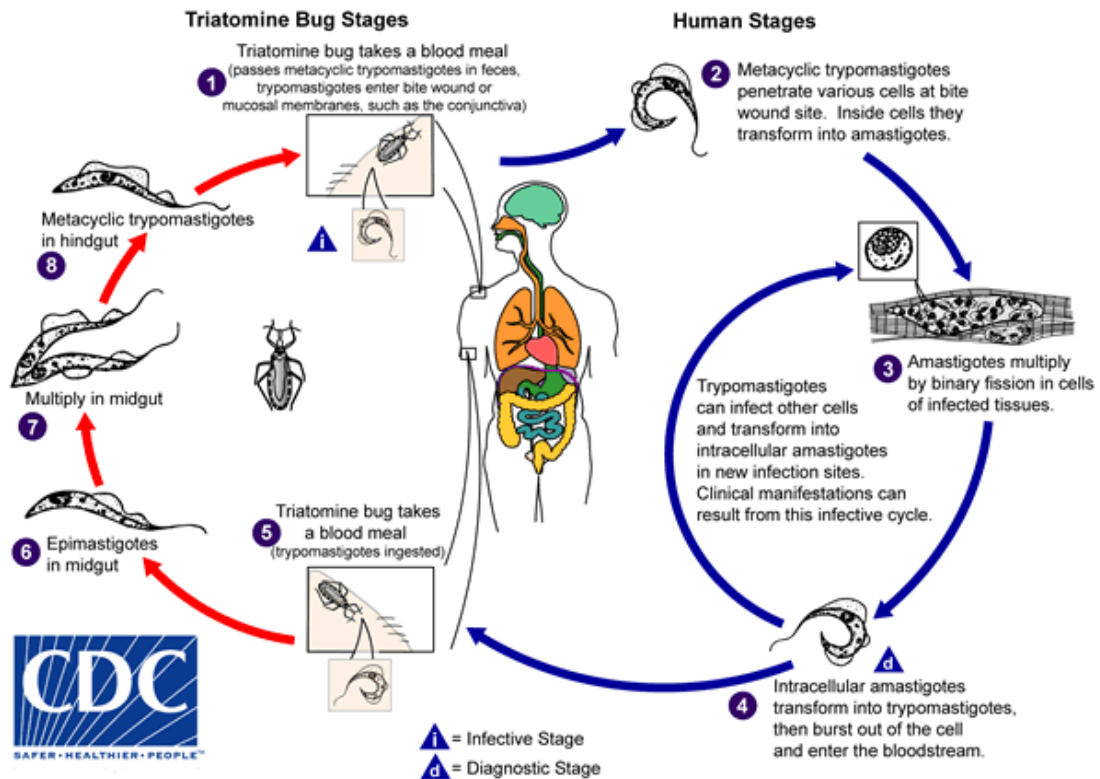 Triatomine Bug Stages
Human Stages
1
Triatomine bug takes a blood meal
(passes metacyclic trypomastigotes in feces,
trypomastigotes enter bite wound or
mucosal membranes, such as the conjunctiva)
i
2
Metacyclic trypomastigotes
penetrate various cells at bite
wound site. Inside cells they
transform into amastigotes.
3
Amastigotes multiply
by binary fission in cells
of infected tissues.
Trypomastigotes
can infect other cells
and transform into
intracellular amastigotes
in new infection sites.
Clinical manifestations can
result from this infective cycle.
d
4
Intracellular amastigotes
transform into trypomastigotes,
then burst out of the cell
and enter the bloodstream.
5
Triatomine bug takes
a blood meal
(trypomastigotes ingested)
6
Epimastigotes
in midgut
Multiply in midgut
7
Metacyclic trypomastigotes
in hindgut
8
CDC
SAFER•HEALTHIER•PEOPLE™
i = Infective Stage
d = Diagnostic Stage